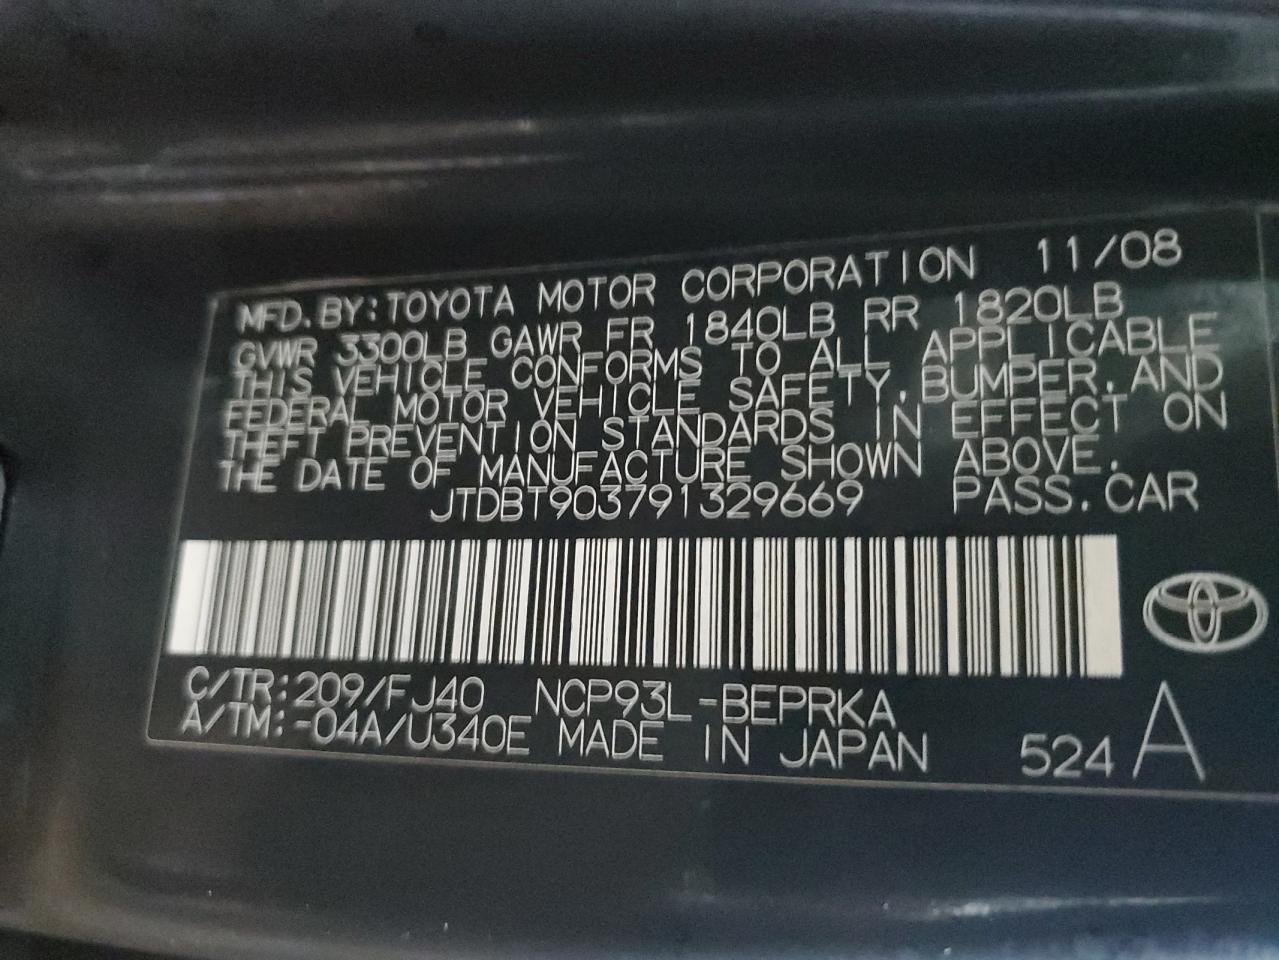 MFD. BY: TOYOTA MOTOR CORPORATION 11/08
GVWR 3300LB GAWR FR 1840LB RR 1820LB
THIS VEHICLE CONFORMS TO ALL APPLICABLE
FEDERAL MOTOR VEHICLE SAFETY, BUMPER, AND
THEFT PREVENTION STANDARDS IN EFFECT ON
THE DATE OF MANUFACTURE SHOWN ABOVE.
JTDBT903791329669 PASS. CAR
C/TR: 209/FJ40 NCP93L-BEPRKA
A/TM: -04A/U340E MADE IN JAPAN 524 A